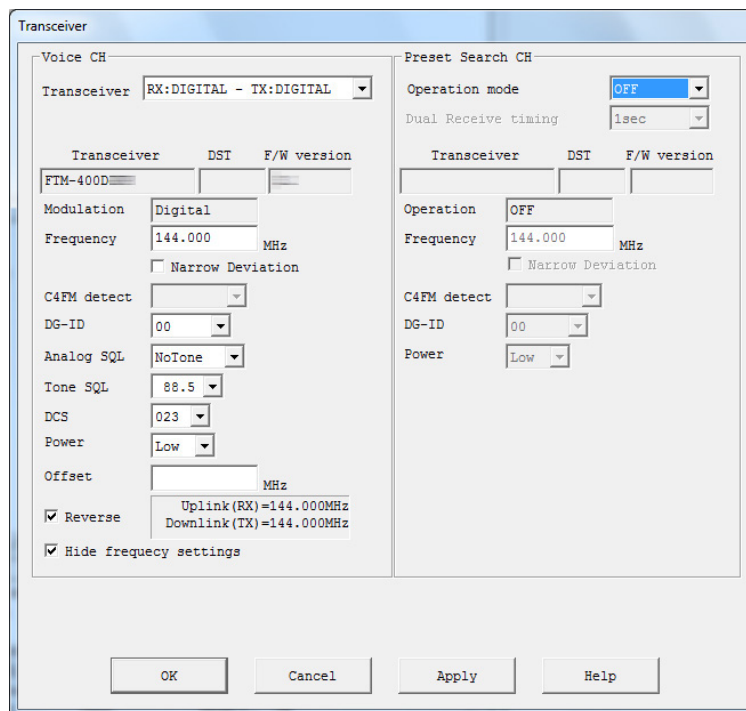 Transceiver
Voice CH
Transceiver RX:DIGITAL - TX:DIGITAL
Transceiver DST F/W version
FTM-400D
Modulation Digital
Frequency 144.000 MHz
Narrow Deviation
C4FM detect
DG-ID 00
Analog SQL NoTone
Tone SQL 88.5
DCS 023
Power Low
Offset MHz
Reverse Uplink(RX)=144.000MHz
Downlink(TX)=144.000MHz
Hide frequecy settings
Preset Search CH
Operation mode OFF
Dual Receive timing 1sec
Transceiver DST F/W version
Operation OFF
Frequency 144.000 MHz
Narrow Deviation
C4FM detect
DG-ID 00
Power Low
OK Cancel Apply Help